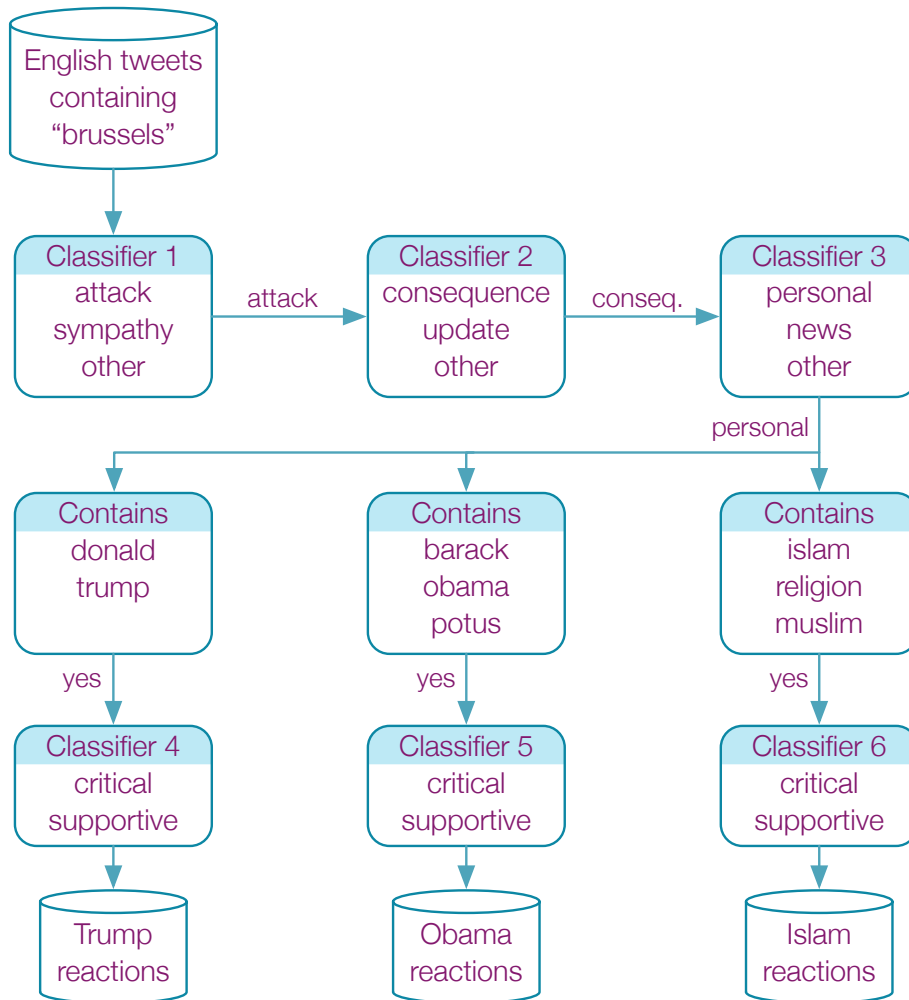 English tweets
containing
“brussels”
Classifier 1
attack
sympathy
other
attack
Classifier 2
consequence
update
other
conseq.
Classifier 3
personal
news
other
personal
Contains
donald
trump
Contains
barack
obama
potus
Contains
islam
religion
muslim
yes
yes
yes
Classifier 4
critical
supportive
Classifier 5
critical
supportive
Classifier 6
critical
supportive
Trump
reactions
Obama
reactions
Islam
reactions